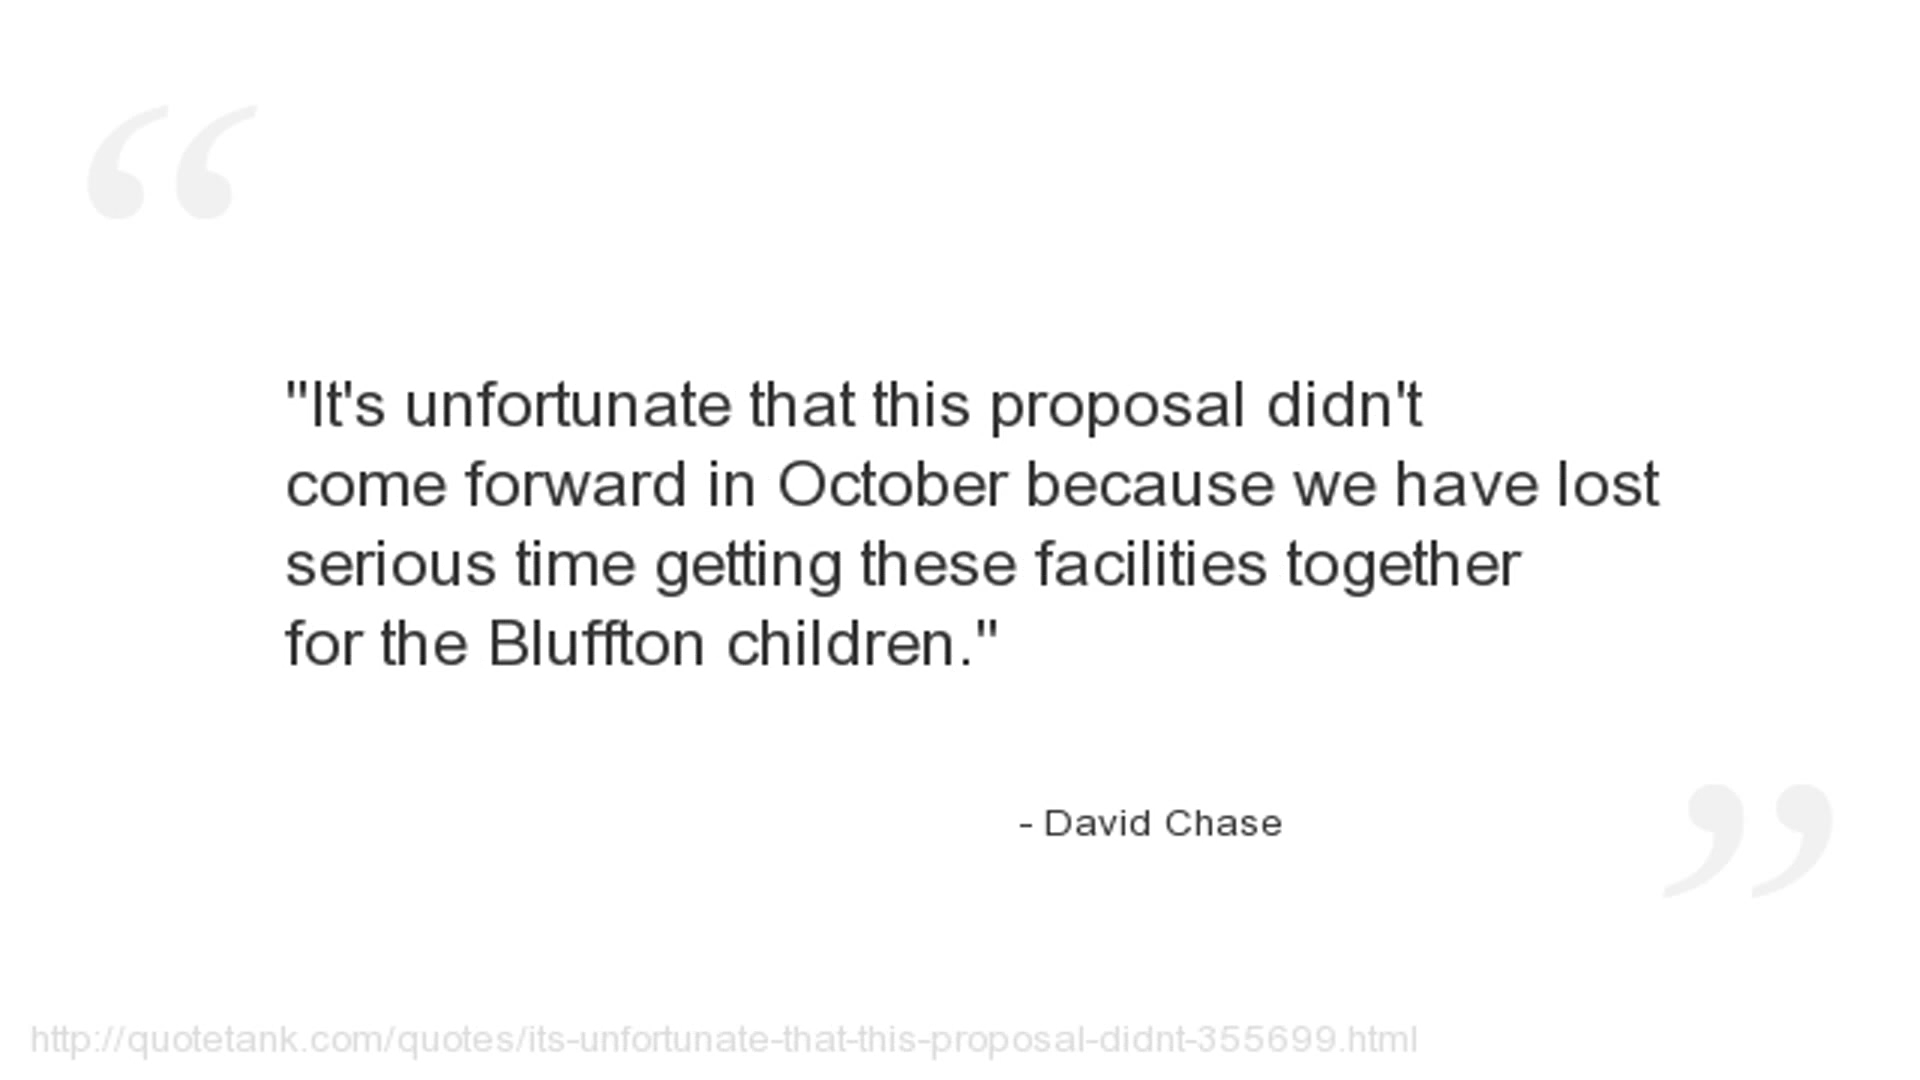 "It's unfortunate that this proposal didn't
come forward in October because we have lost
serious time getting these facilities together
for the Bluffton children."
- David Chase
http://quotetank.com/quotes/its-unfortunate-that-this-proposal-didnt-355699.html